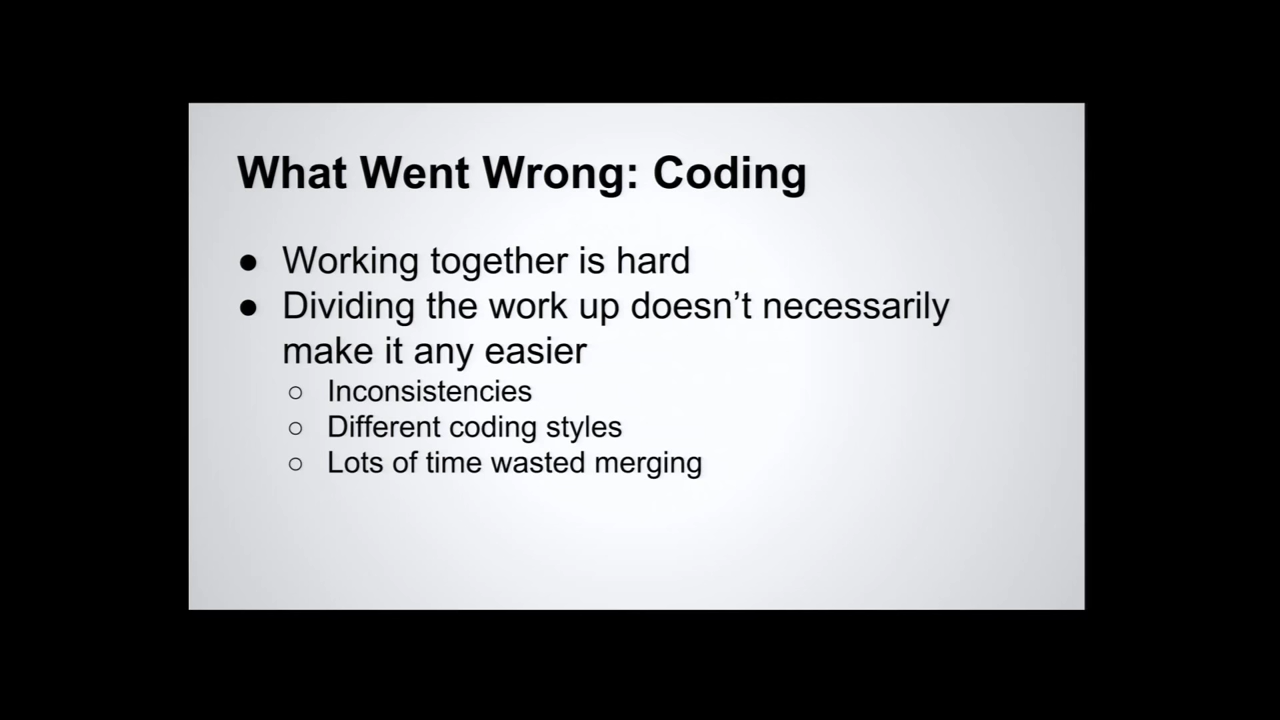 What Went Wrong: Coding
● Working together is hard
● Dividing the work up doesn’t necessarily
make it any easier
○ Inconsistencies
○ Different coding styles
○ Lots of time wasted merging